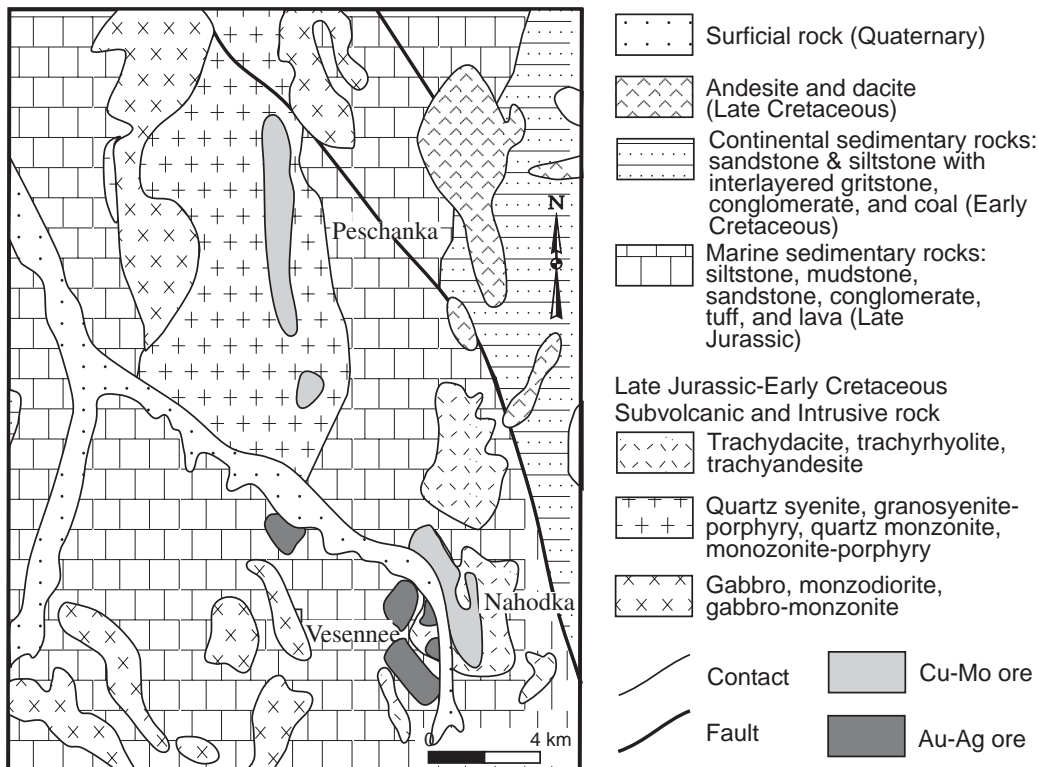 Peschanka
N
Nahodka
Vesennee
0 4 km
Surficial rock (Quaternary)
Andesite and dacite
(Late Cretaceous)
Continental sedimentary rocks:
sandstone & siltstone with
interlayered gritstone,
conglomerate, and coal (Early
Cretaceous)
Marine sedimentary rocks:
siltstone, mudstone,
sandstone, conglomerate,
tuff, and lava (Late
Jurassic)
Late Jurassic-Early Cretaceous
Subvolcanic and Intrusive rock
Trachydacite, trachyrhyolite,
trachyandesite
Quartz syenite, granosyenite-
porphyry, quartz monzonite,
monozonite-porphyry
Gabbro, monzodiorite,
gabbro-monzonite
Contact
Cu-Mo ore
Fault
Au-Ag ore